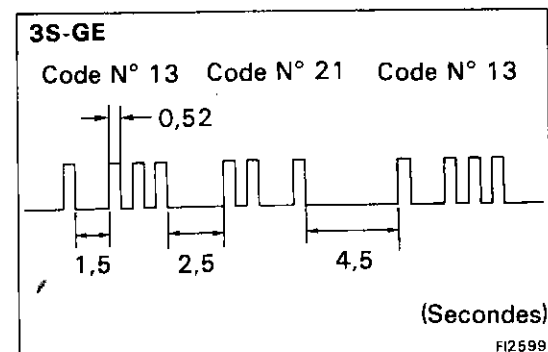 3S-GE
Code N° 13 Code N° 21 Code N° 13
0,52
1,5 2,5 4,5
(Secondes)
FI2599